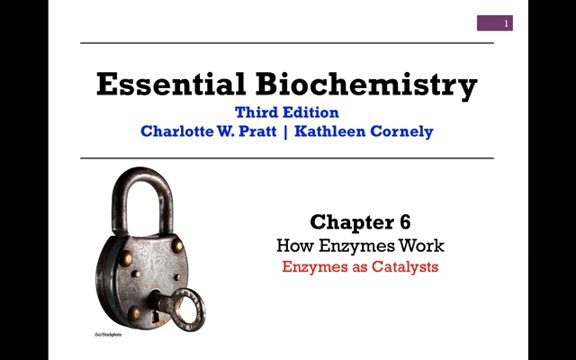 1
Essential Biochemistry
Third Edition
Charlotte W. Pratt | Kathleen Cornely
Chapter 6
How Enzymes Work
Enzymes as Catalysts